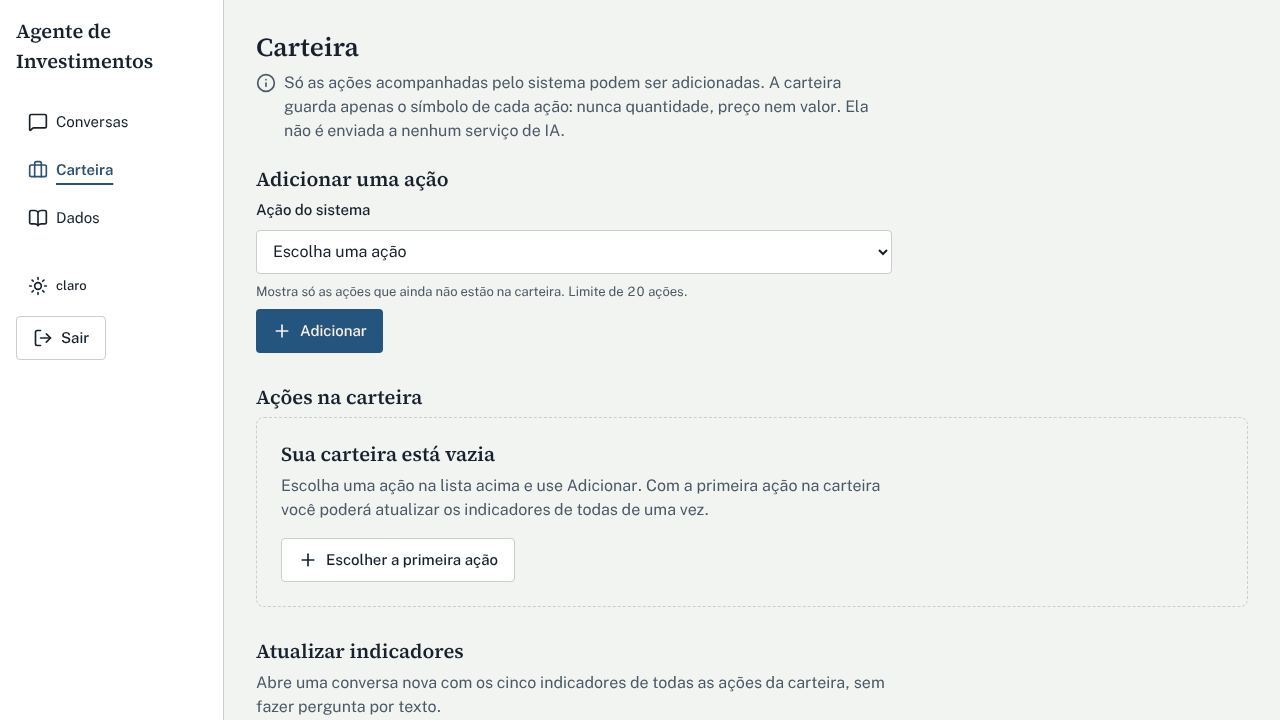 Agente de
Investimentos
Conversas
Carteira
Dados
claro
Sair
Carteira
Só as ações acompanhadas pelo sistema podem ser adicionadas. A carteira
guarda apenas o símbolo de cada ação: nunca quantidade, preço nem valor. Ela
não é enviada a nenhum serviço de IA.
Adicionar uma ação
Ação do sistema
Escolha uma ação
Mostra só as ações que ainda não estão na carteira. Limite de 20 ações.
Adicionar
Ações na carteira
Sua carteira está vazia
Escolha uma ação na lista acima e use Adicionar. Com a primeira ação na carteira
você poderá atualizar os indicadores de todas de uma vez.
Escolher a primeira ação
Atualizar indicadores
Abre uma conversa nova com os cinco indicadores de todas as ações da carteira, sem
fazer pergunta por texto.